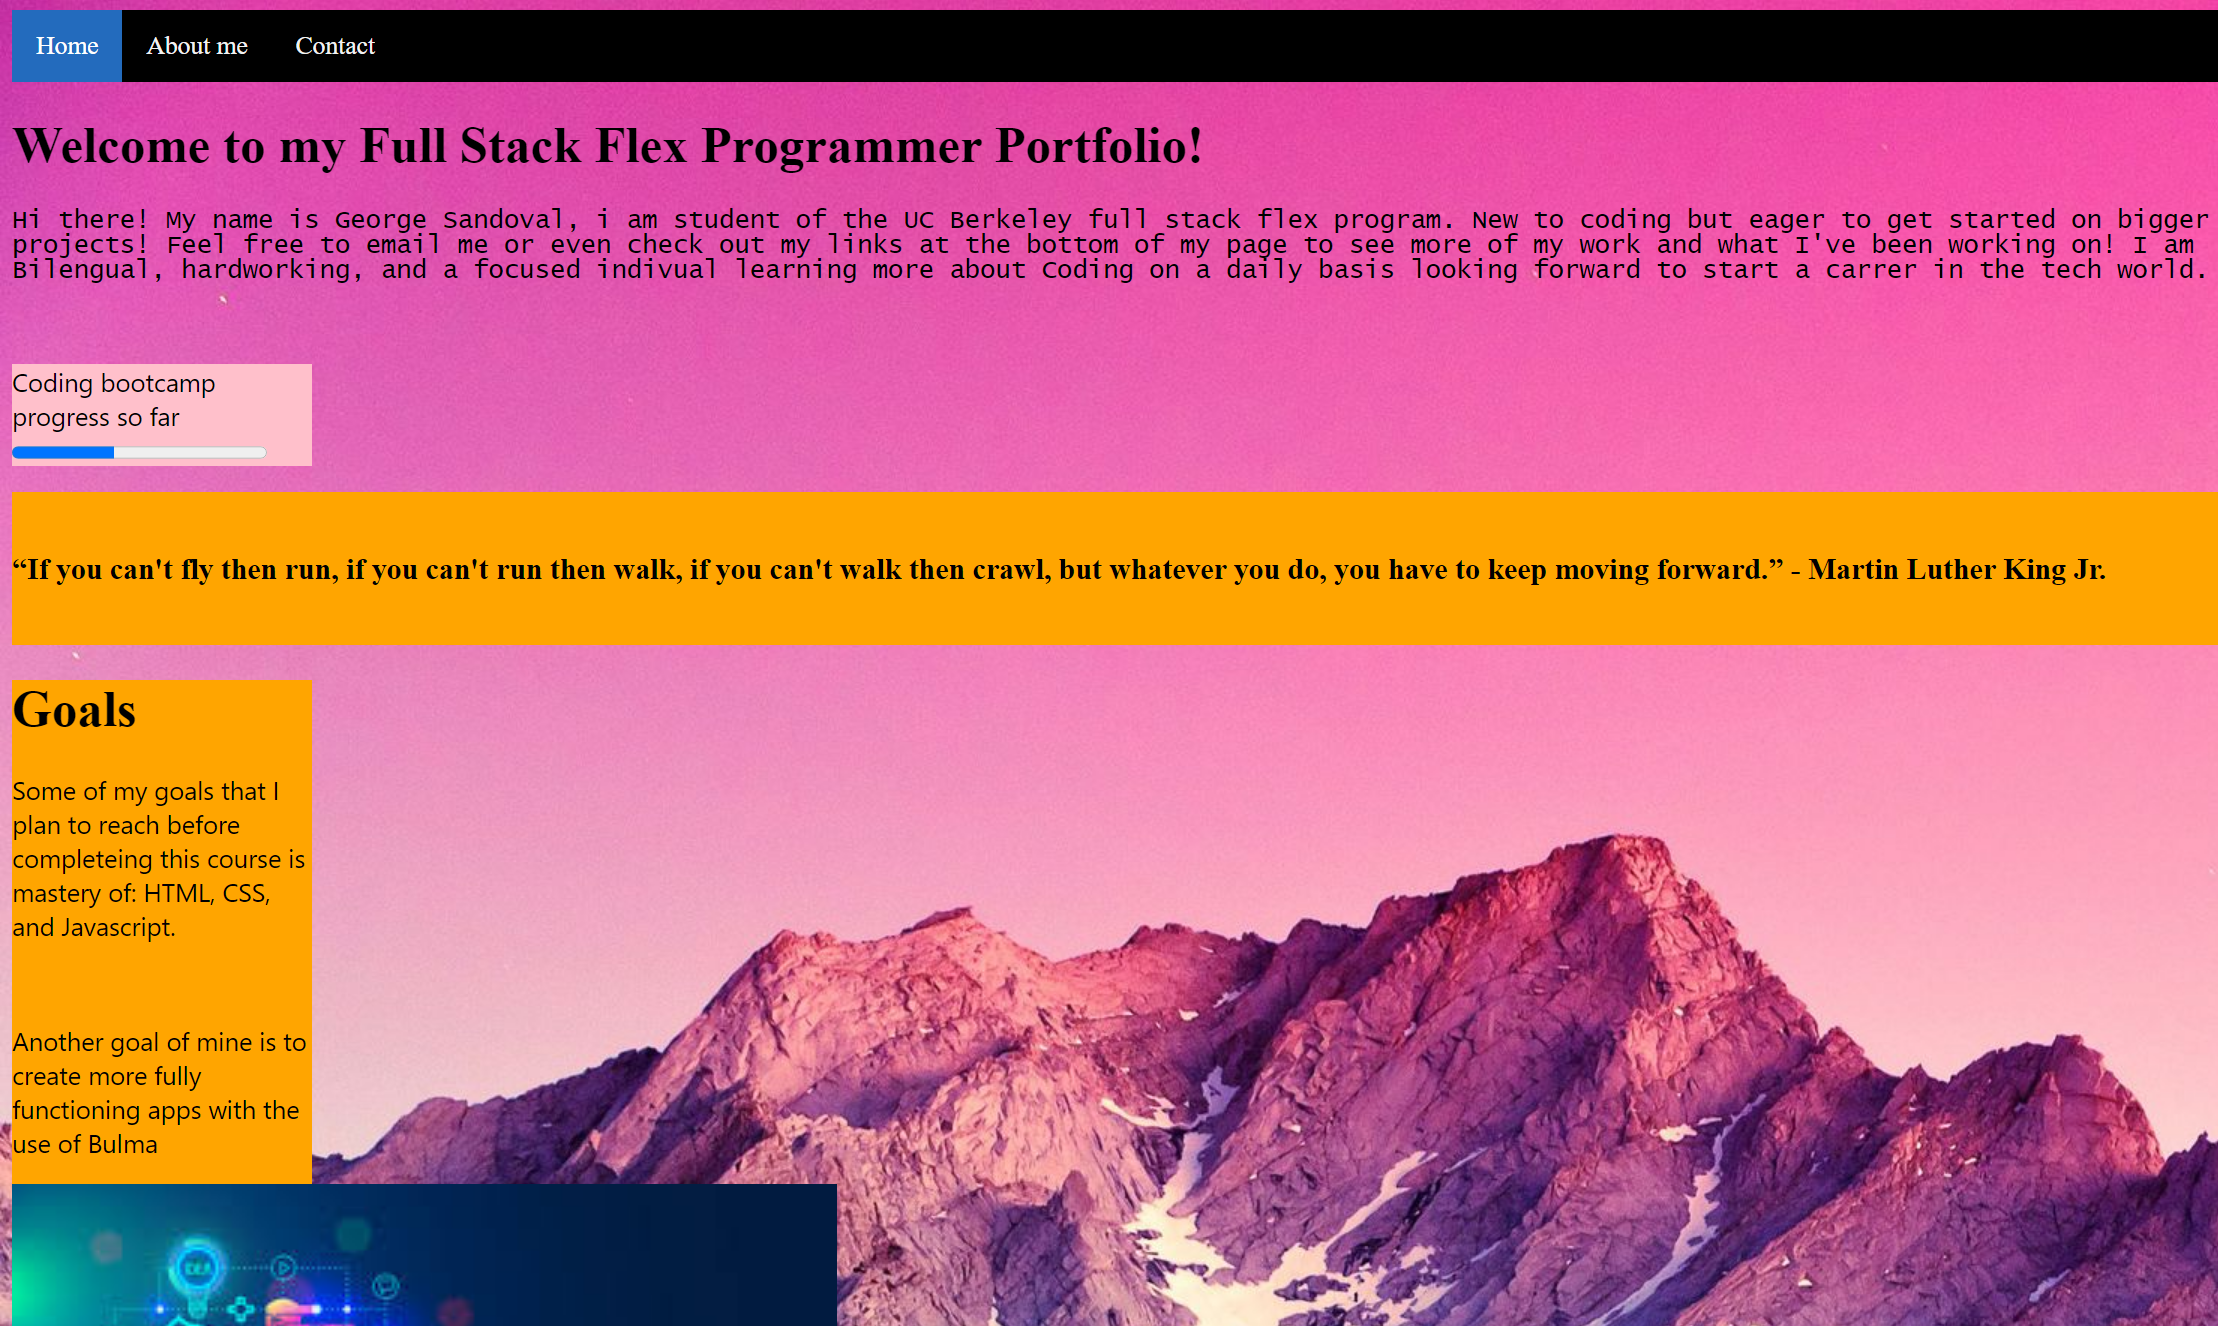 Home About me Contact
Welcome to my Full Stack Flex Programmer Portfolio!
Hi there! My name is George Sandoval, i am student of the UC Berkeley full stack flex program. New to coding but eager to get started on bigger
projects! Feel free to email me or even check out my links at the bottom of my page to see more of my work and what I've been working on! I am
Bilengual, hardworking, and a focused indivual learning more about Coding on a daily basis looking forward to start a carrer in the tech world.
Coding bootcamp
progress so far
“If you can't fly then run, if you can't run then walk, if you can't walk then crawl, but whatever you do, you have to keep moving forward.” - Martin Luther King Jr.
Goals
Some of my goals that I
plan to reach before
completeing this course is
mastery of: HTML, CSS,
and Javascript.
Another goal of mine is to
create more fully
functioning apps with the
use of Bulma